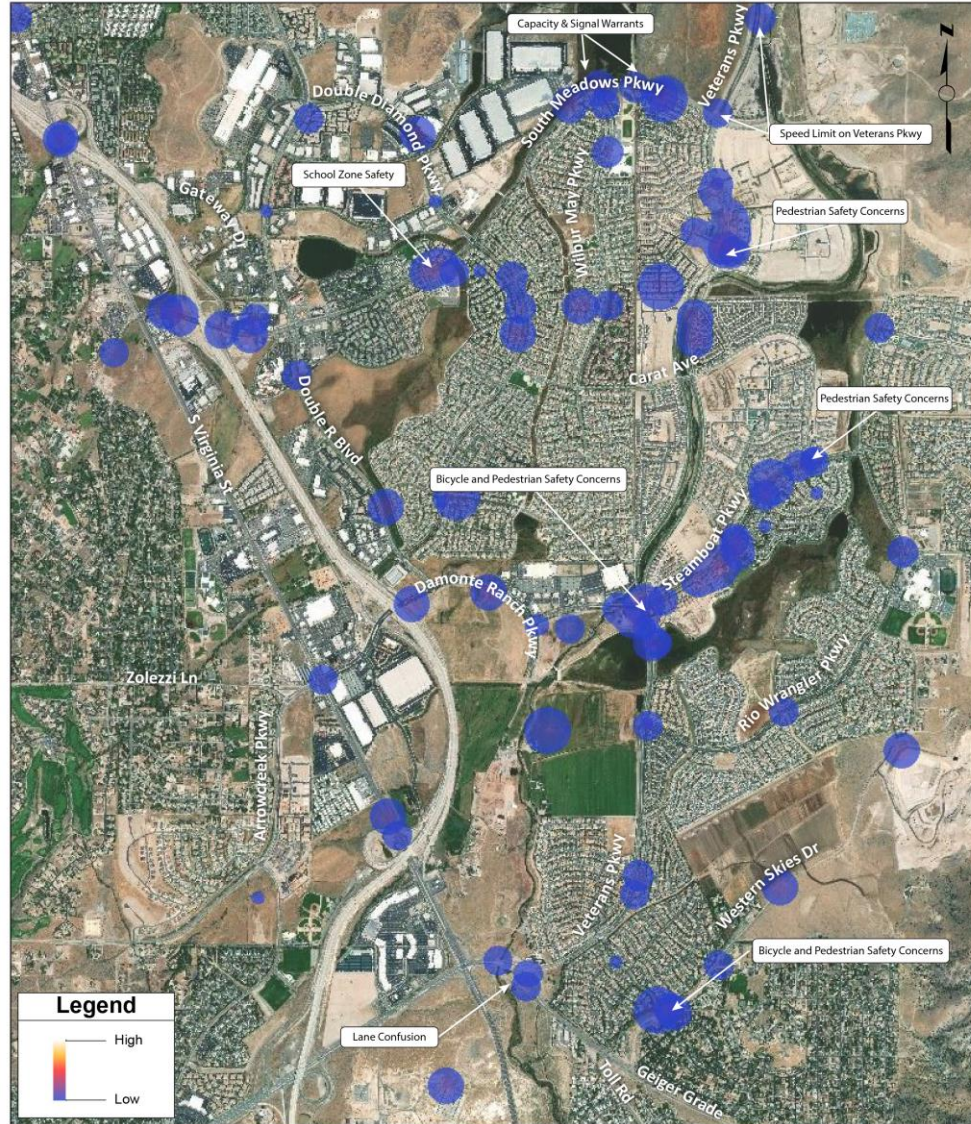 Capacity & Signal Warrants
Veterans Pkwy
Z
Double Diamond Pkwy
South Meadows Pkwy
Speed Limit on Veterans Pkwy
School Zone Safety
Gateway Dr
Wilbur May Pkwy
Pedestrian Safety Concerns
Carat Ave
Double R Blvd
S Virginia St
Pedestrian Safety Concerns
Bicycle and Pedestrian Safety Concerns
Steamboat Pkwy
Damonte Ranch Pkwy
Zolezzi Ln
Rio Wrangler Pkwy
Arrowcreek Pkwy
Veterans Pkwy
Western Skies Dr
Bicycle and Pedestrian Safety Concerns
Lane Confusion
Geiger Grade
Toll Rd
Legend
High
Low